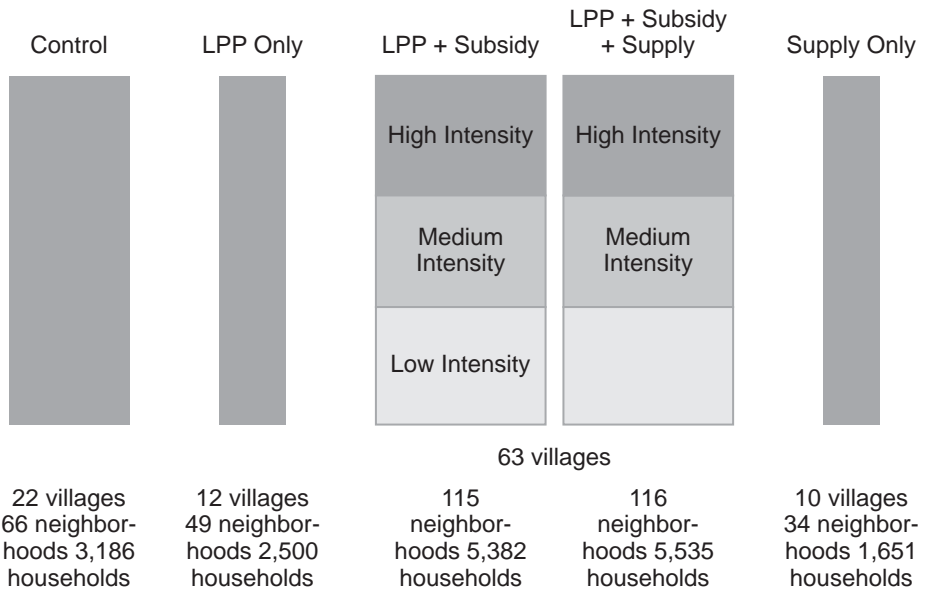 Control
LPP Only
LPP + Subsidy
LPP + Subsidy
+ Supply
Supply Only
High Intensity
High Intensity
Medium
Intensity
Medium
Intensity
Low Intensity
63 villages
22 villages
66 neighbor-
hoods 3,186
households
12 villages
49 neighbor-
hoods 2,500
households
115
neighbor-
hoods 5,382
households
116
neighbor-
hoods 5,535
households
10 villages
34 neighbor-
hoods 1,651
households